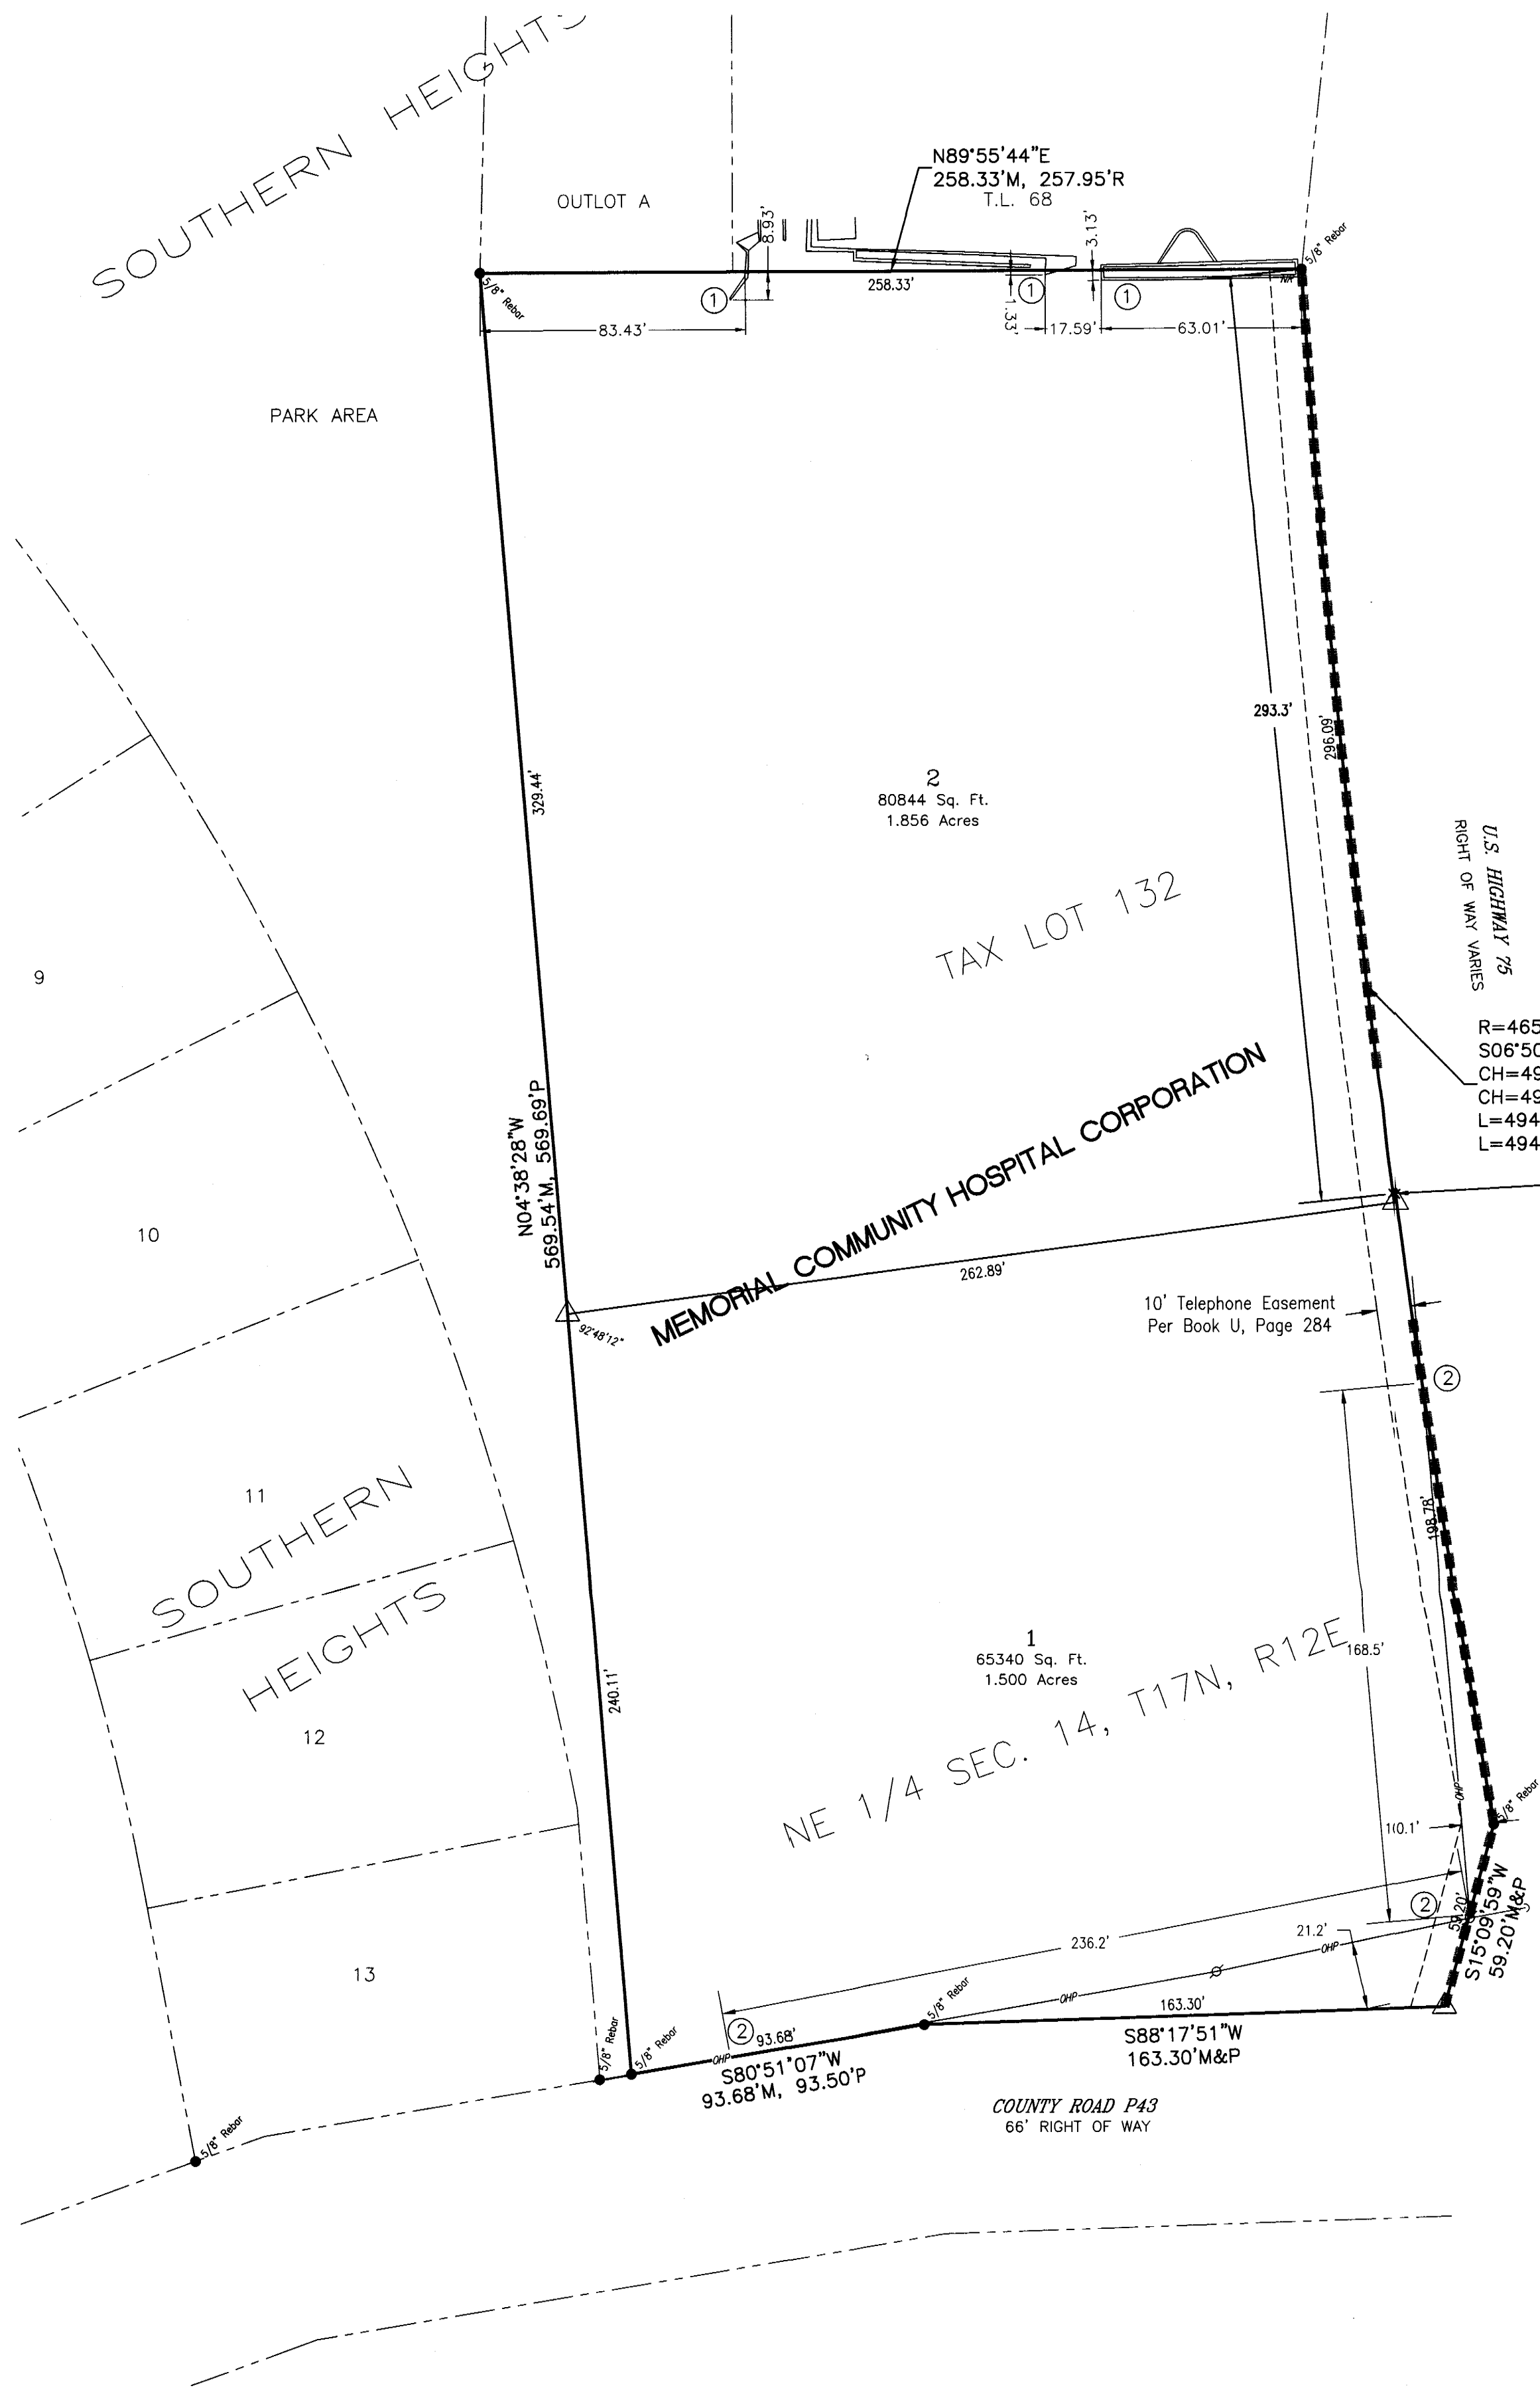 SOUTHERN HEIGHTS
N89°55'44"E
258.33'M, 257.95'R
T.L. 68
OUTLOT A
8.93'
3.13'
5/8" Rebar
5/8" Rebar
258.33'
1
1
1
1.33'
83.43'
17.59'
63.01'
PARK AREA
293.3'
296.09'
329.44'
2
80844 Sq. Ft.
1.856 Acres
U.S. HIGHWAY 75
RIGHT OF WAY VARIES
TAX LOT 132
9
R=465
S06°50
CH=49
CH=49
L=494
L=494
N04°38'28"W
569.54'M, 569.69'P
MEMORIAL COMMUNITY HOSPITAL CORPORATION
10
262.89'
92°48'12"
10' Telephone Easement
Per Book U, Page 284
2
11
SOUTHERN
HEIGHTS
198.78'
1
65340 Sq. Ft.
1.500 Acres
168.5'
240.11'
NE 1/4 SEC. 14, T17N, R12E
12
OHP
5/8" Rebar
10.1'
2
59.20'
S15°09'59"W
59.20'M&P
236.2'
21.2'
OHP
13
5/8" Rebar
OHP
163.30'
S88°17'51"W
163.30'M&P
2
93.68'
OHP
S80°51'07"W
93.68'M, 93.50'P
5/8" Rebar
5/8" Rebar
COUNTY ROAD P43
66' RIGHT OF WAY
5/8" Rebar